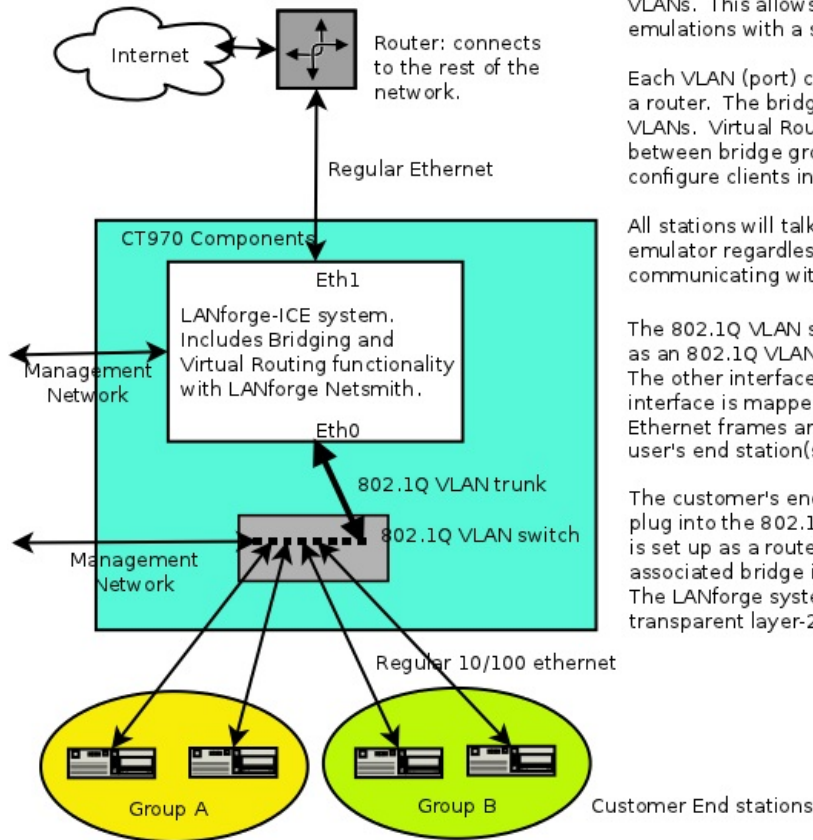 Internet
Router: connects
to the rest of the
network.
Regular Ethernet
CT970 Components
Eth1
LANforge-ICE system.
Includes Bridging and
Virtual Routing functionality
with LANforge Netsmith.
Eth0
Management
Network
802.1Q VLAN trunk
802.1Q VLAN switch
Management
Network
Regular 10/100 ethernet
Group A
Group B
Customer End stations
VLANs. This allows
emulations with a s
Each VLAN (port) c
a router. The bridg
VLANs. Virtual Rou
between bridge gro
configure clients in
All stations will talk
emulator regardles
communicating wit
The 802.1Q VLAN s
as an 802.1Q VLAN
The other interface
interface is mappe
Ethernet frames ar
user's end station(s
The customer's end
plug into the 802.1
is set up as a route
associated bridge i
The LANforge syste
transparent layer-2